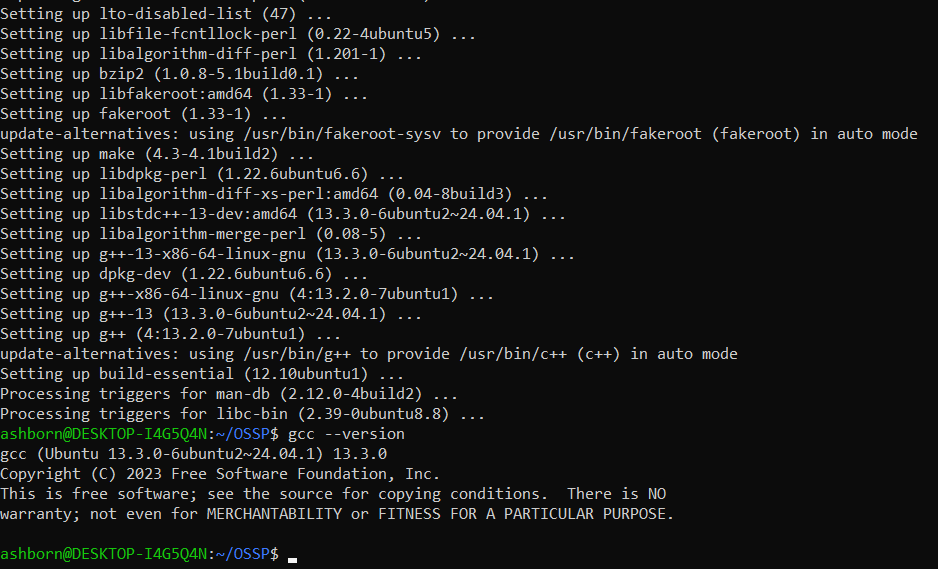 Setting up lto-disabled-list (47) ...
Setting up libfile-fcntllock-perl (0.22-4ubuntu5) ...
Setting up libalgorithm-diff-perl (1.201-1) ...
Setting up bzip2 (1.0.8-5.1build0.1) ...
Setting up libfakeroot:amd64 (1.33-1) ...
Setting up fakeroot (1.33-1) ...
update-alternatives: using /usr/bin/fakeroot-sysv to provide /usr/bin/fakeroot (fakeroot) in auto mode
Setting up make (4.3-4.1build2) ...
Setting up libdpkg-perl (1.22.6ubuntu6.6) ...
Setting up libalgorithm-diff-xs-perl:amd64 (0.04-8build3) ...
Setting up libstdc++-13-dev:amd64 (13.3.0-6ubuntu2~24.04.1) ...
Setting up libalgorithm-merge-perl (0.08-5) ...
Setting up g++-13-x86-64-linux-gnu (13.3.0-6ubuntu2~24.04.1) ...
Setting up dpkg-dev (1.22.6ubuntu6.6) ...
Setting up g++-x86-64-linux-gnu (4:13.2.0-7ubuntu1) ...
Setting up g++-13 (13.3.0-6ubuntu2~24.04.1) ...
Setting up g++ (4:13.2.0-7ubuntu1) ...
update-alternatives: using /usr/bin/g++ to provide /usr/bin/c++ (c++) in auto mode
Setting up build-essential (12.10ubuntu1) ...
Processing triggers for man-db (2.12.0-4build2) ...
Processing triggers for libc-bin (2.39-0ubuntu8.8) ...
ashborn@DESKTOP-I4G5Q4N:~/OSSP$ gcc --version
gcc (Ubuntu 13.3.0-6ubuntu2~24.04.1) 13.3.0
Copyright (C) 2023 Free Software Foundation, Inc.
This is free software; see the source for copying conditions.  There is NO
warranty; not even for MERCHANTABILITY or FITNESS FOR A PARTICULAR PURPOSE.
ashborn@DESKTOP-I4G5Q4N:~/OSSP$